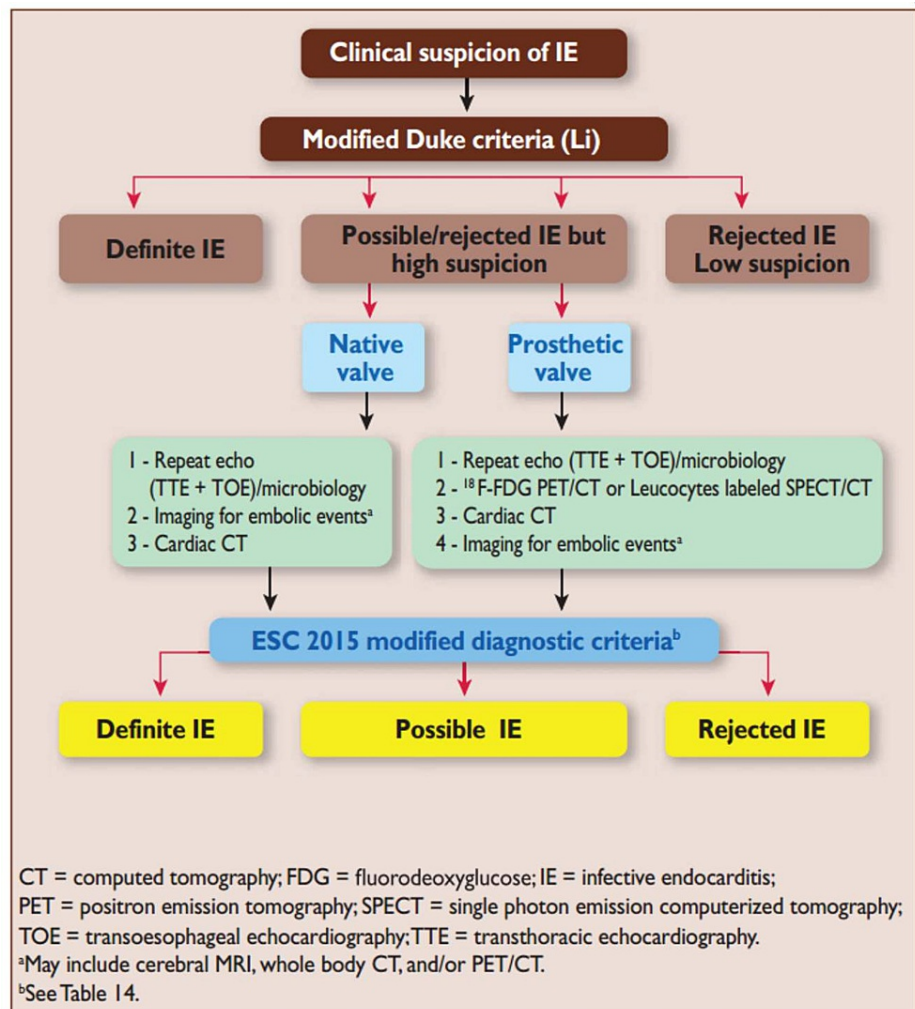 Clinical suspicion of IE
Modified Duke criteria (Li)
Definite IE
Possible/rejected IE but
high suspicion
Rejected IE
Low suspicion
Native
valve
Prosthetic
valve
1 - Repeat echo
(TTE + TOE)/microbiology
2 - Imaging for embolic eventsᵃ
3 - Cardiac CT
1 - Repeat echo (TTE + TOE)/microbiology
2 - ¹⁸F-FDG PET/CT or Leucocytes labeled SPECT/CT
3 - Cardiac CT
4 - Imaging for embolic eventsᵃ
ESC 2015 modified diagnostic criteriaᵇ
Definite IE
Possible IE
Rejected IE
CT = computed tomography; FDG = fluorodeoxyglucose; IE = infective endocarditis;
PET = positron emission tomography; SPECT = single photon emission computerized tomography;
TOE = transoesophageal echocardiography; TTE = transthoracic echocardiography.
ᵃMay include cerebral MRI, whole body CT, and/or PET/CT.
ᵇSee Table 14.